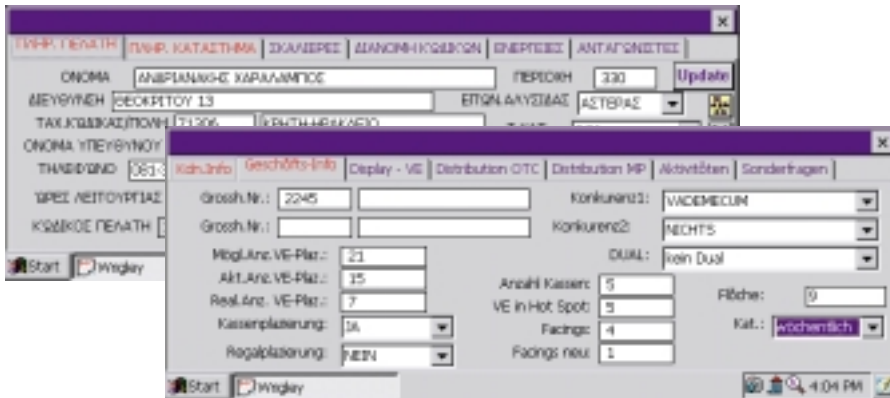 ΠΛΗΡ. ΠΕΛΑΤΗ ΠΛΗΡ. ΚΑΤΑΣΤΗΜΑ ΣΚΑΛΙΕΡΕΣ ΔΙΑΝΟΜΗ ΚΩΔΙΚΩΝ ΕΝΕΡΓΕΙΕΣ ΑΝΤΑΓΩΝΙΣΤΕΣ
ΟΝΟΜΑ ΑΝΔΡΙΑΝΑΚΗΣ ΧΑΡΑΛΑΜΠΟΣ ΠΕΡΙΟΧΗ 330 Update
ΔΙΕΥΘΥΝΣΗ ΘΕΟΚΡΙΤΟΥ 13 ΕΠΩΝ.ΑΛΥΣΙΔΑΣ ΑΣΤΕΡΑΣ
ΤΑΧ.ΚΩΔΙΚΑΣ/ΠΟΛΗ 71306 ΚΡΗΤΗ-ΗΡΑΚΛΕΙΟ
ΟΝΟΜΑ ΥΠΕΥΘΥΝΟΥ
ΤΗΛΕΦΩΝΟ 081-
ΩΡΕΣ ΛΕΙΤΟΥΡΓΙΑΣ
ΚΩΔΙΚΟΣ ΠΕΛΑΤΗ
Start Wrigley
Kdn.Info Geschäfts-Info Display - VE Distribution OTC Distribution MP Aktivitöten Sonderfragen
Grossh.Nr.: 2245 Konkurenz1: VADEMECUM
Grossh.Nr.: Konkurenz2: NICHTS
Mögl.Anz.VE-Plaz.: 21 DUAL: kein Dual
Akt.Anz.VE-Plaz.: 15 Anzahl Kassen: 5
Real.Anz. VE-Plaz.: 7 VE in Hot Spot: 5 Flöche: 9
Kassenplazierung: JA Facings: 4 Kat.: wöchentlich
Regalplazierung: NEIN Facings neu: 1
Start Wrigley 4:04 PM